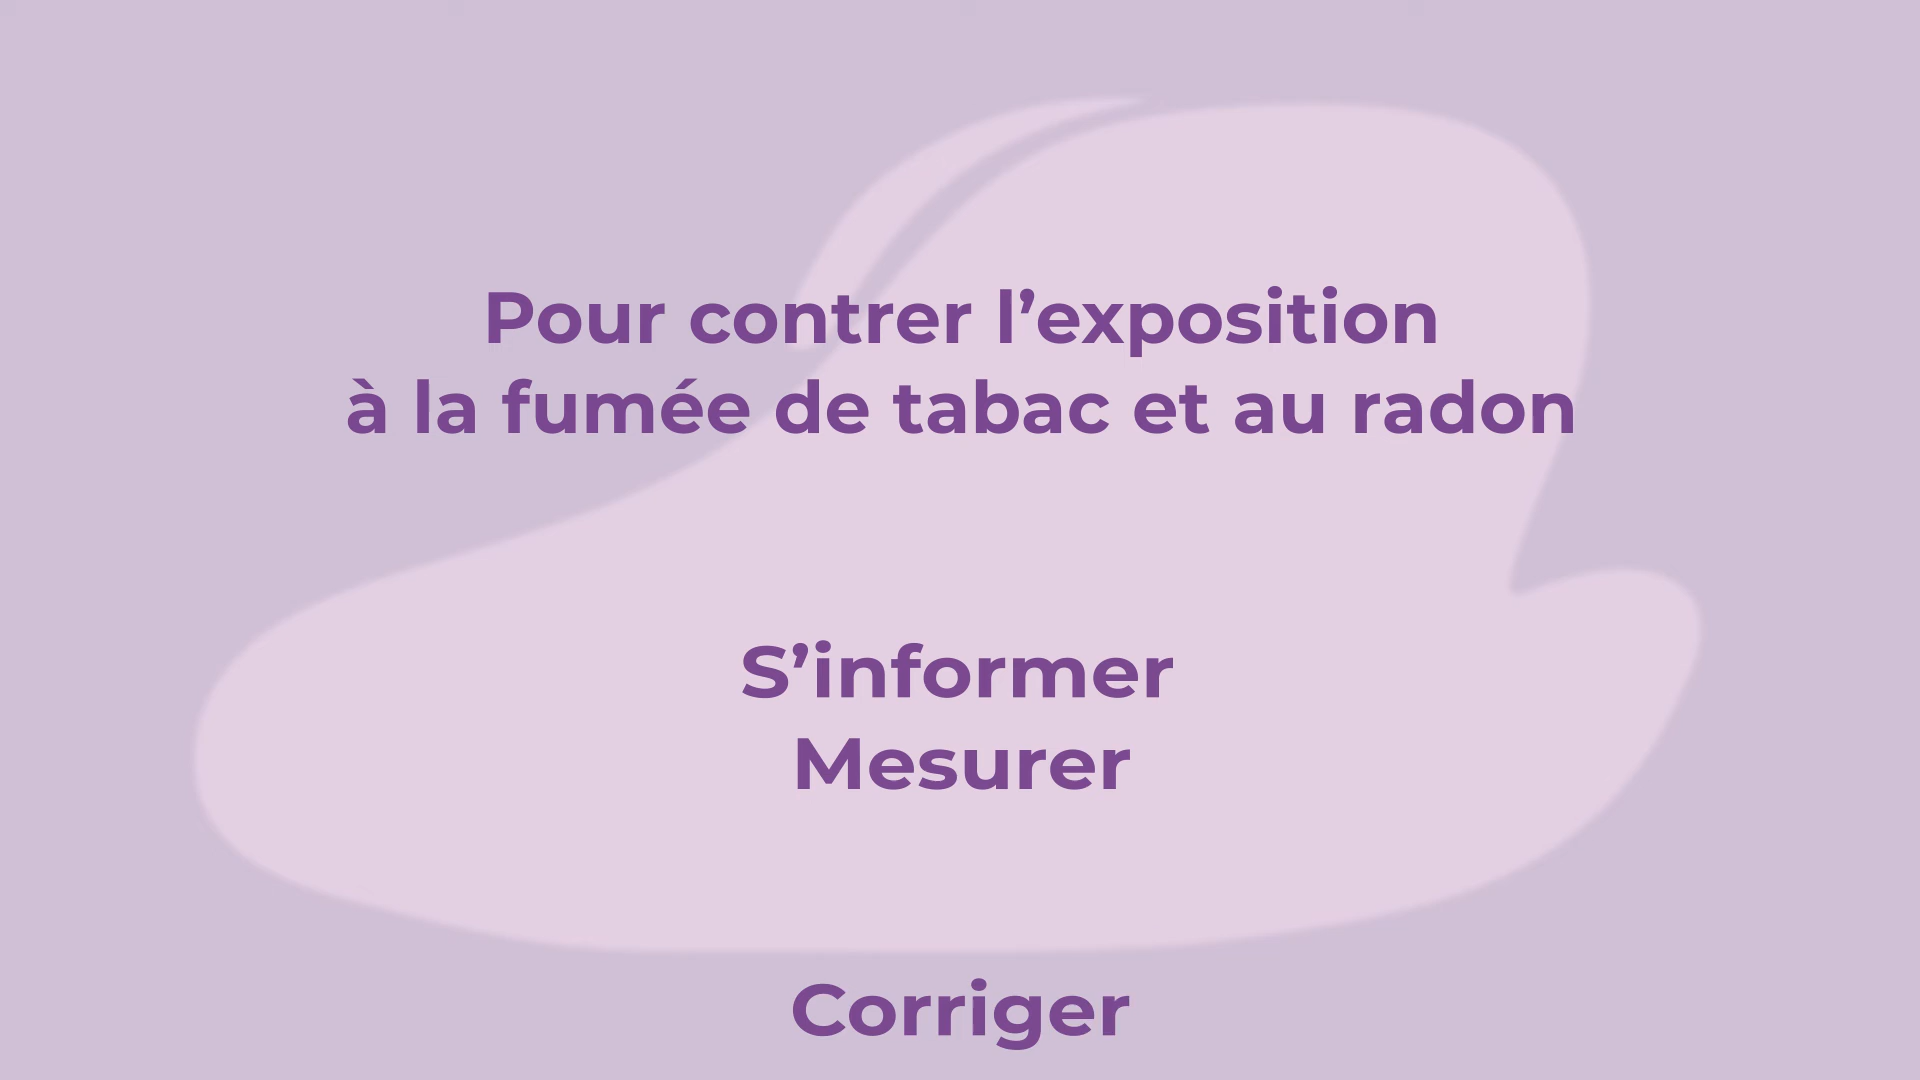 Pour contrer l’exposition
à la fumée de tabac et au radon
S’informer
Mesurer
Corriger